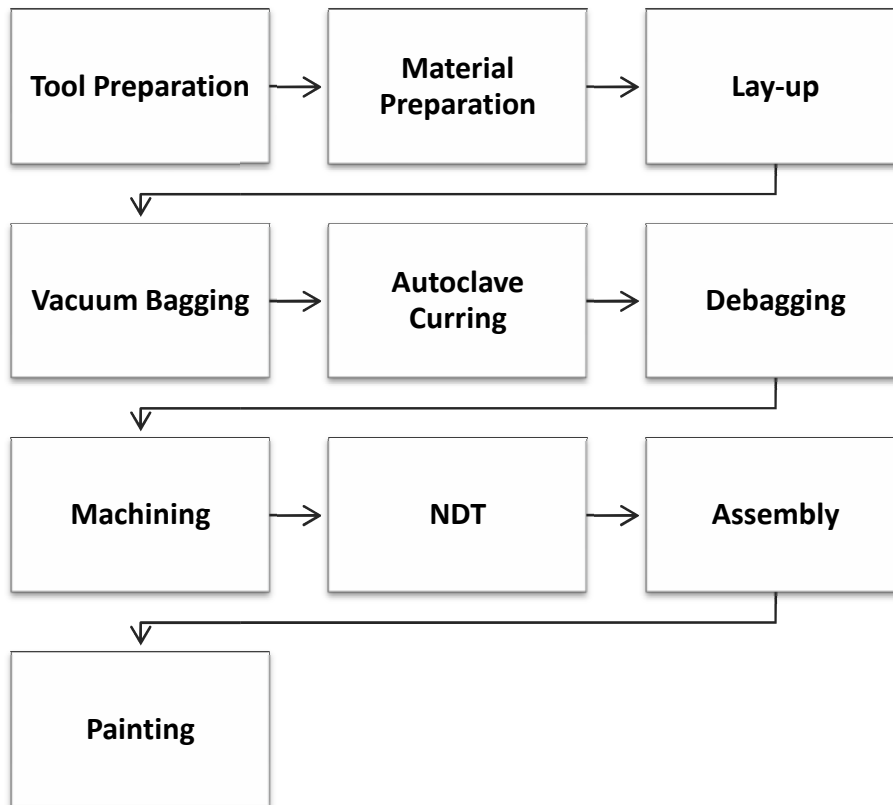 Tool Preparation
Material
Preparation
Lay-up
Vacuum Bagging
Autoclave
Curring
Debagging
Machining
NDT
Assembly
Painting